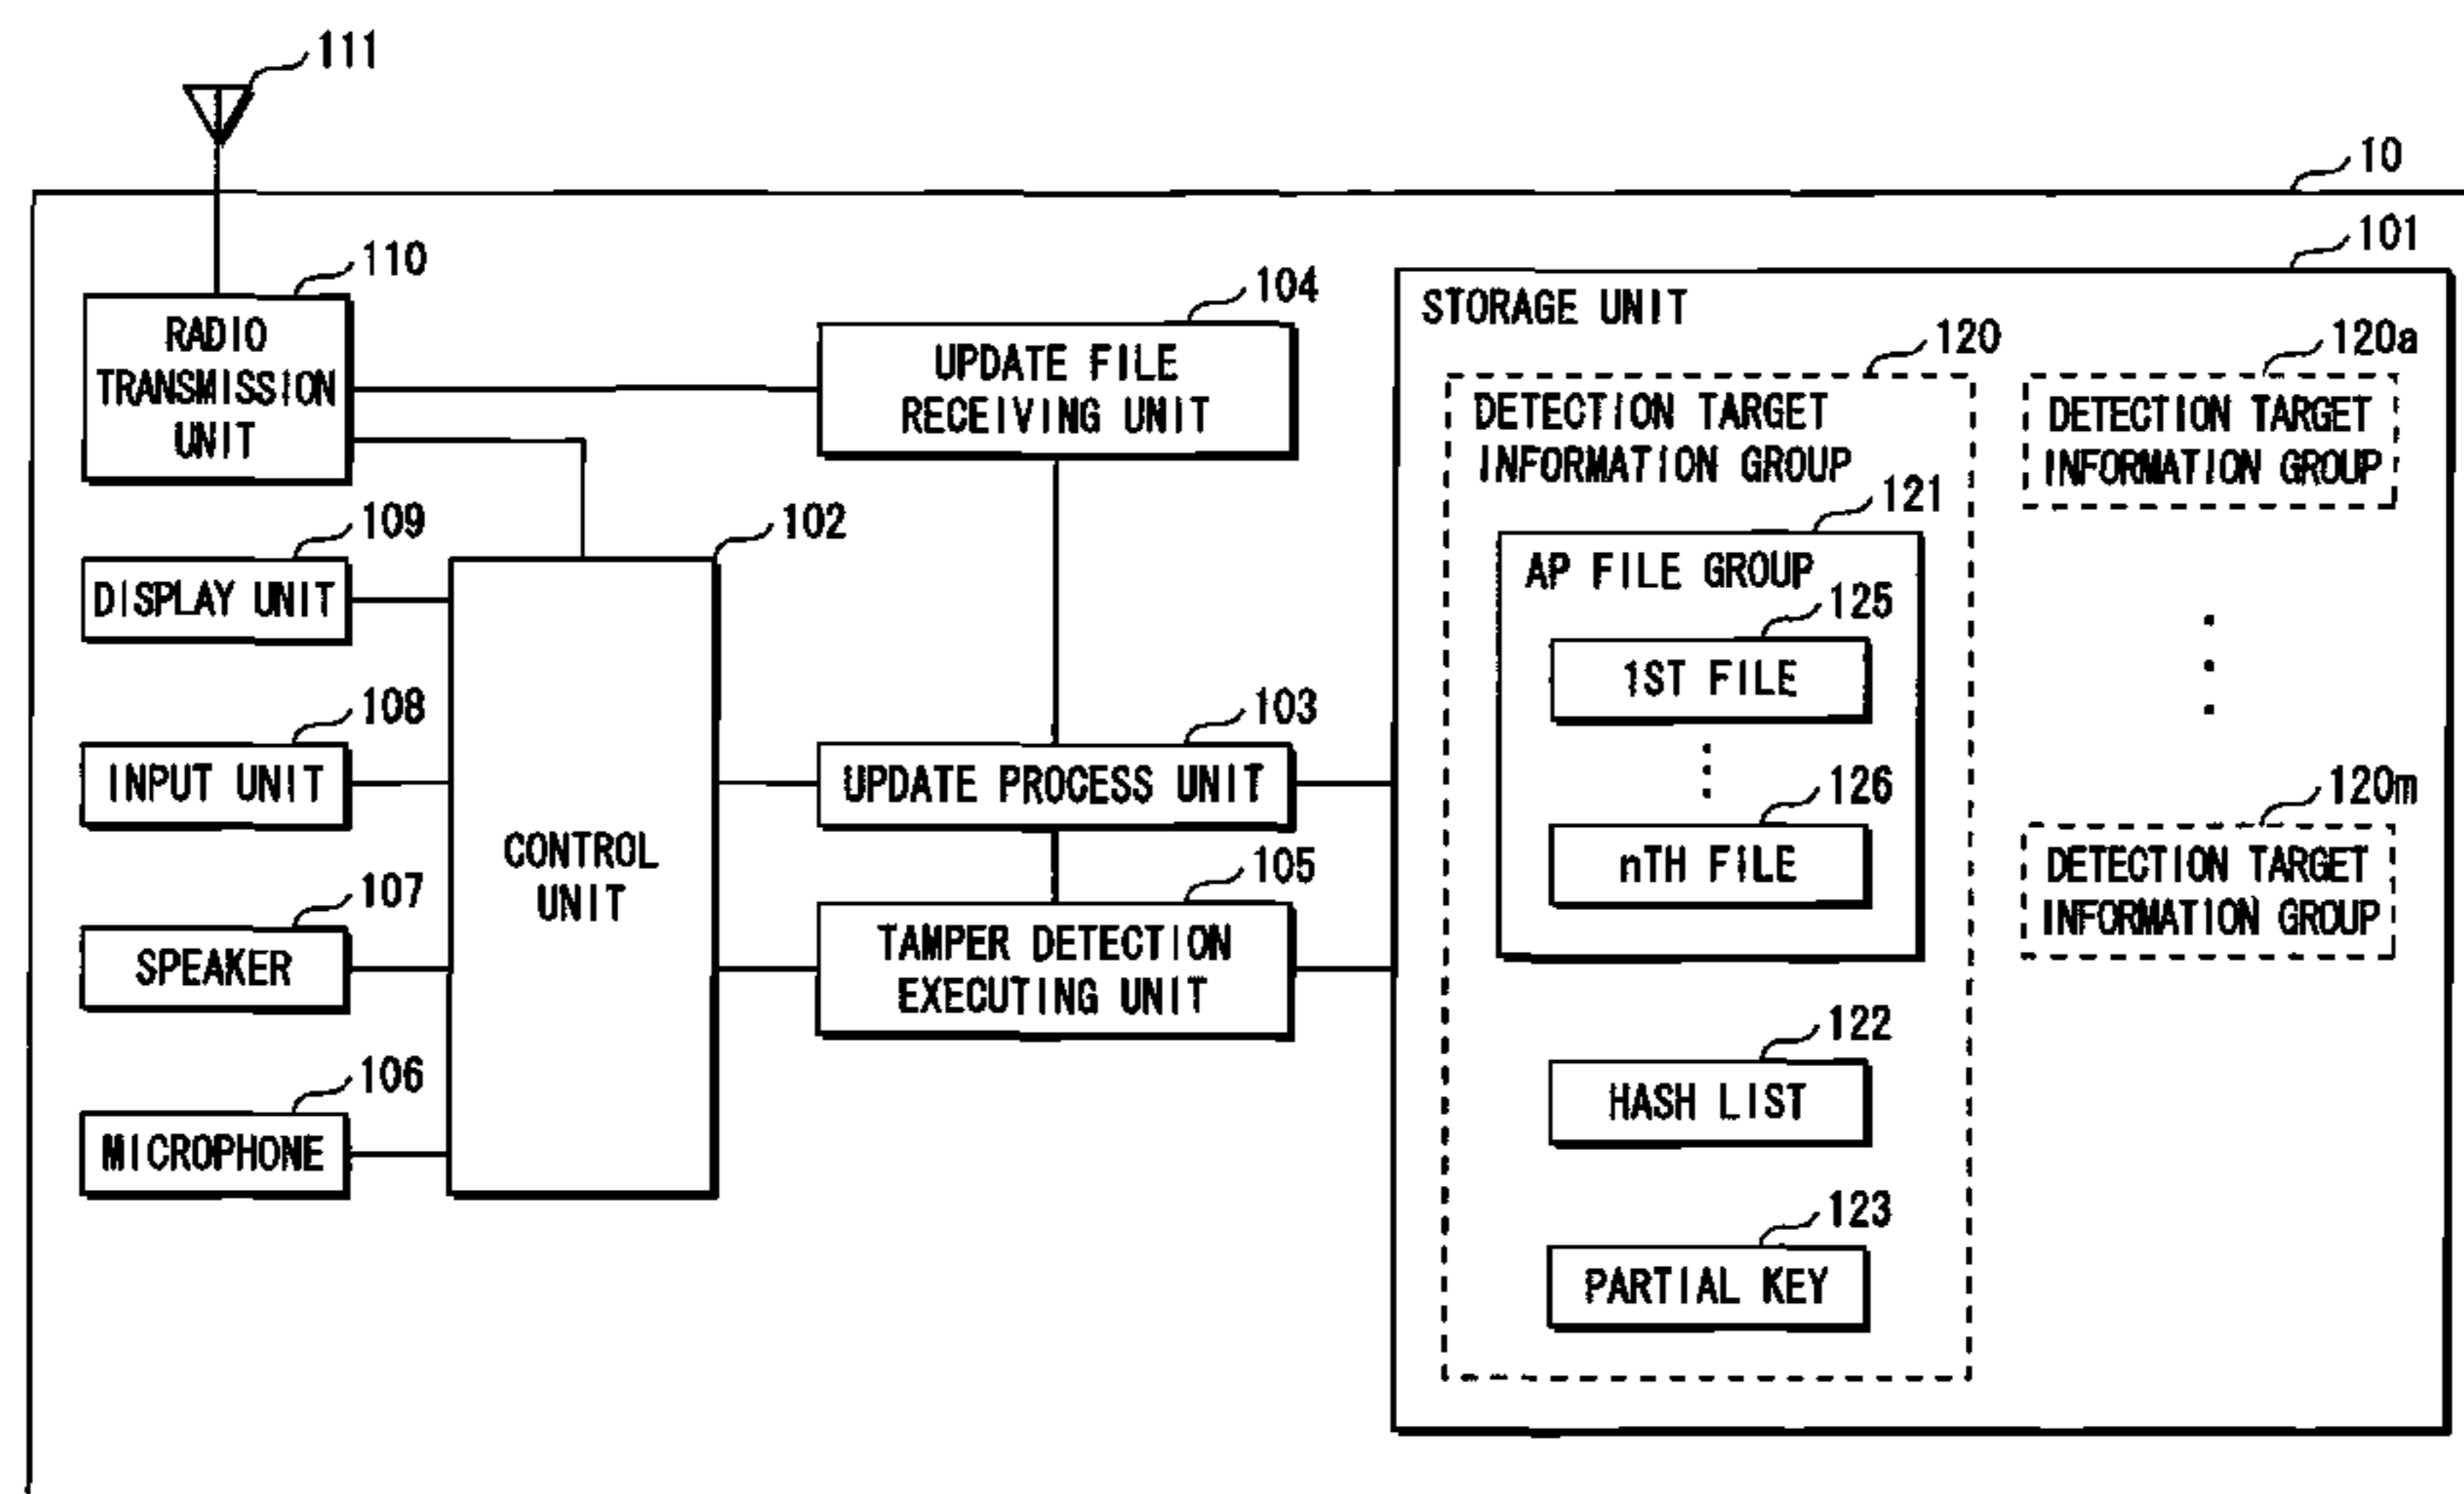 111
10
101
110
RADIO
TRANSMISSION
UNIT
104
UPDATE FILE
RECEIVING UNIT
STORAGE UNIT
120
DETECTION TARGET
INFORMATION GROUP
120a
DETECTION TARGET
INFORMATION GROUP
121
AP FILE GROUP
125
1ST FILE
126
nTH FILE
120m
DETECTION TARGET
INFORMATION GROUP
109
DISPLAY UNIT
102
CONTROL
UNIT
108
INPUT UNIT
103
UPDATE PROCESS UNIT
107
SPEAKER
105
TAMPER DETECTION
EXECUTING UNIT
106
MICROPHONE
122
HASH LIST
123
PARTIAL KEY